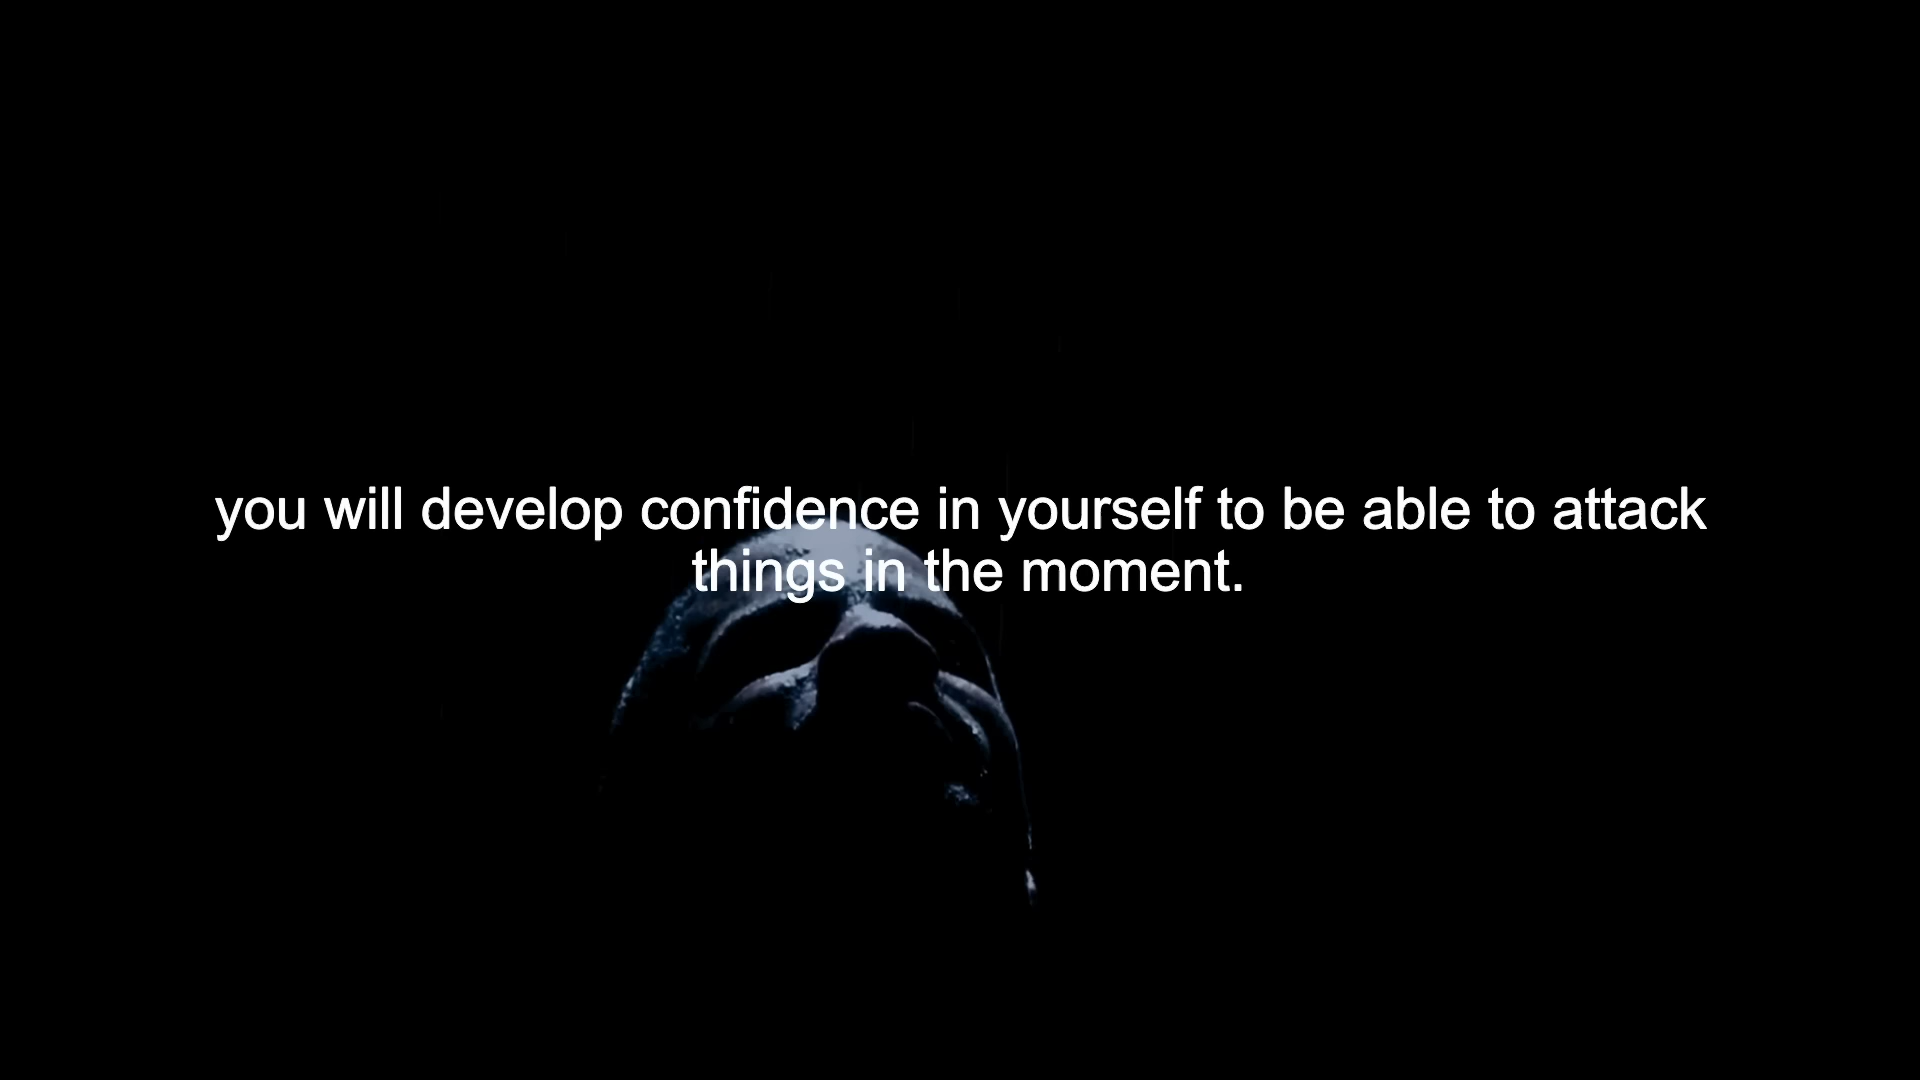 you will develop confidence in yourself to be able to attack
things in the moment.